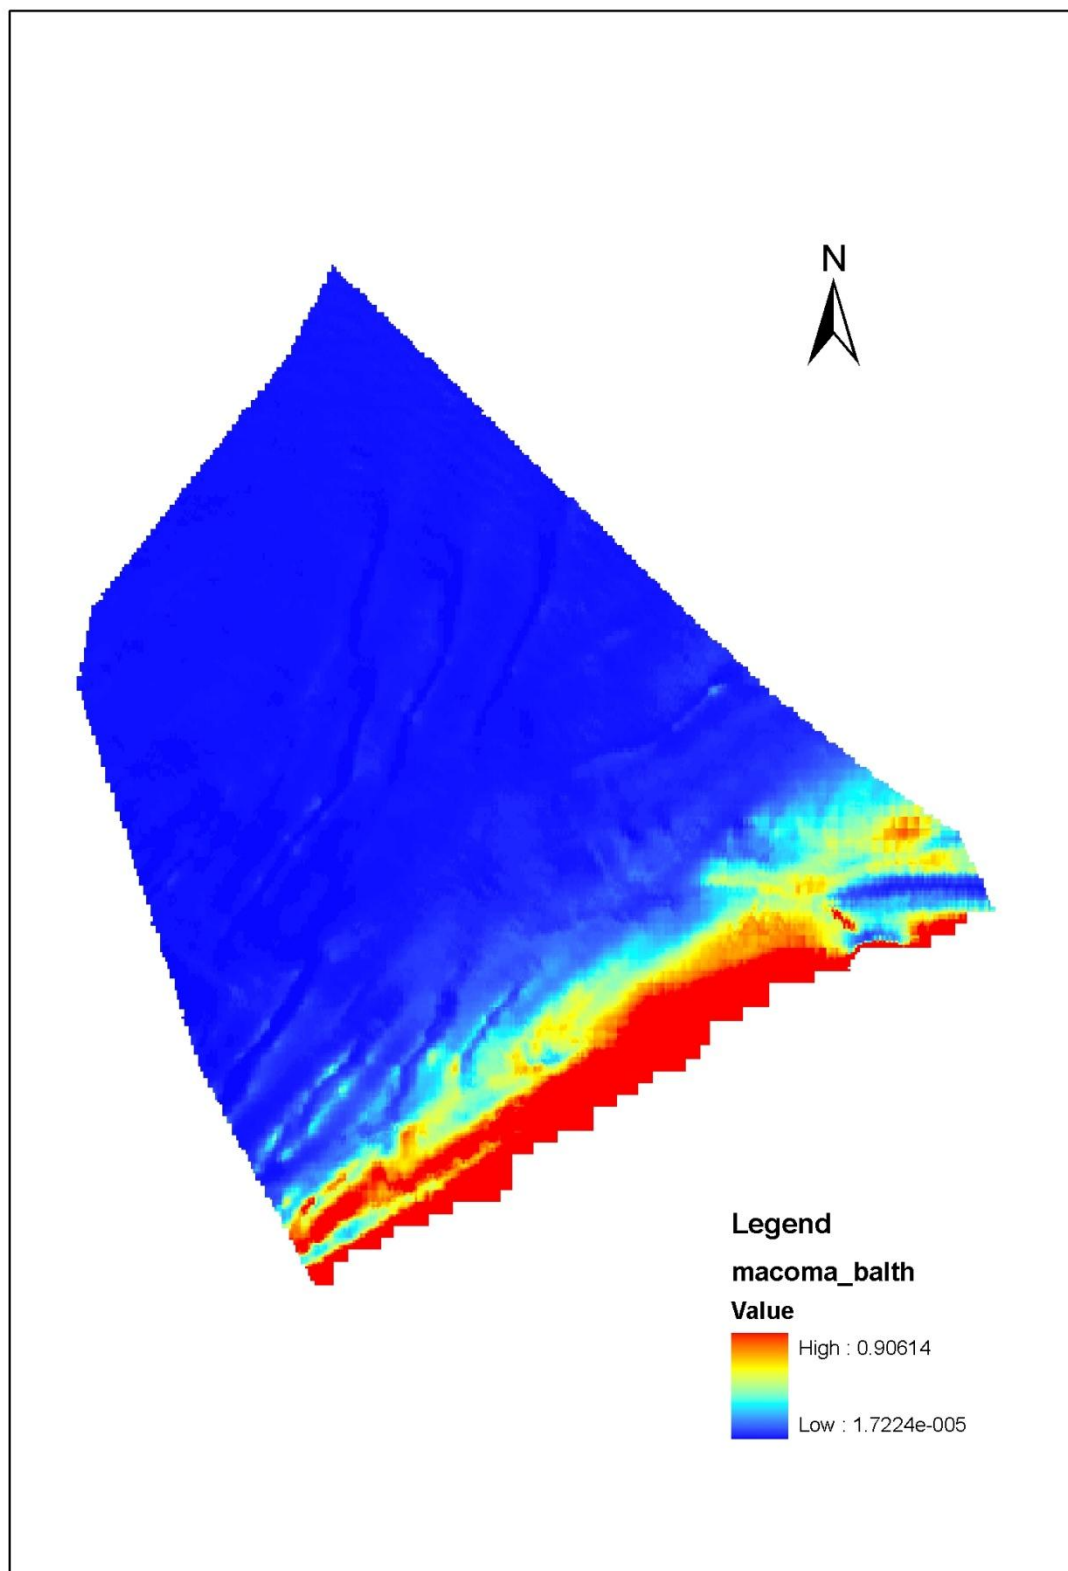 N
Legend
macoma_balth
Value
High : 0.90614
Low : 1.7224e-005